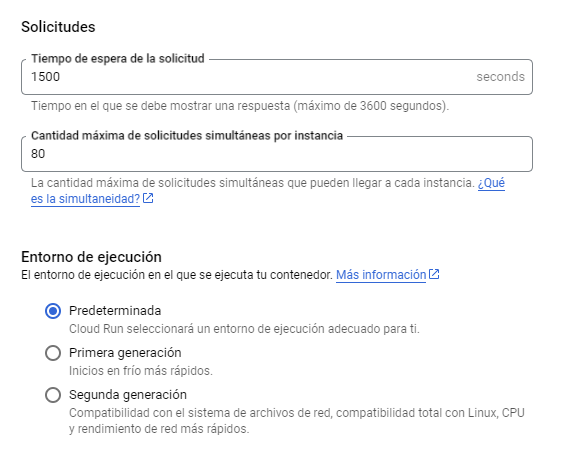 Solicitudes
Tiempo de espera de la solicitud
1500 seconds
Tiempo en el que se debe mostrar una respuesta (máximo de 3600 segundos).
Cantidad máxima de solicitudes simultáneas por instancia
80
La cantidad máxima de solicitudes simultáneas que pueden llegar a cada instancia. ¿Qué
es la simultaneidad?
Entorno de ejecución
El entorno de ejecución en el que se ejecuta tu contenedor. Más información
Predeterminada
Cloud Run seleccionará un entorno de ejecución adecuado para ti.
Primera generación
Inicios en frío más rápidos.
Segunda generación
Compatibilidad con el sistema de archivos de red, compatibilidad total con Linux, CPU
y rendimiento de red más rápidos.